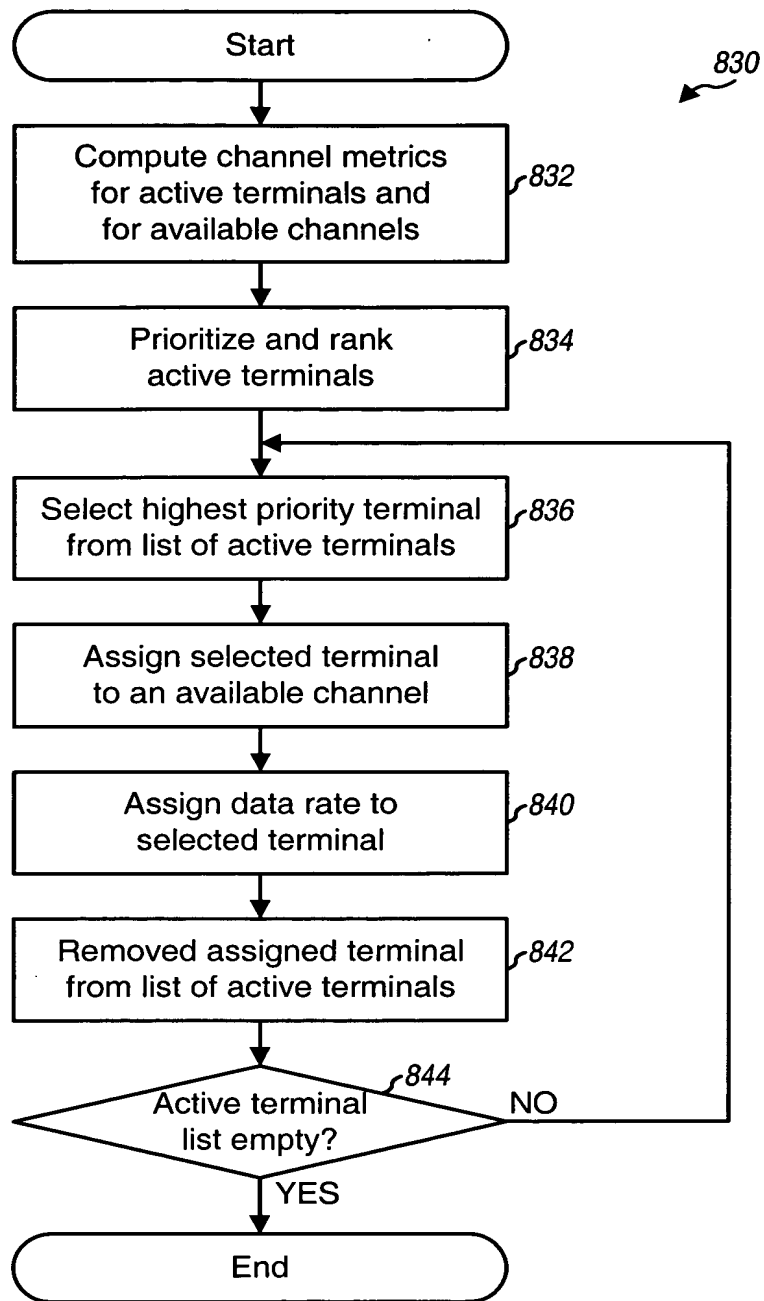 Start
830
Compute channel metrics
for active terminals and
for available channels
832
Prioritize and rank
active terminals
834
Select highest priority terminal
from list of active terminals
836
Assign selected terminal
to an available channel
838
Assign data rate to
selected terminal
840
Removed assigned terminal
from list of active terminals
842
844
Active terminal
list empty?
NO
YES
End